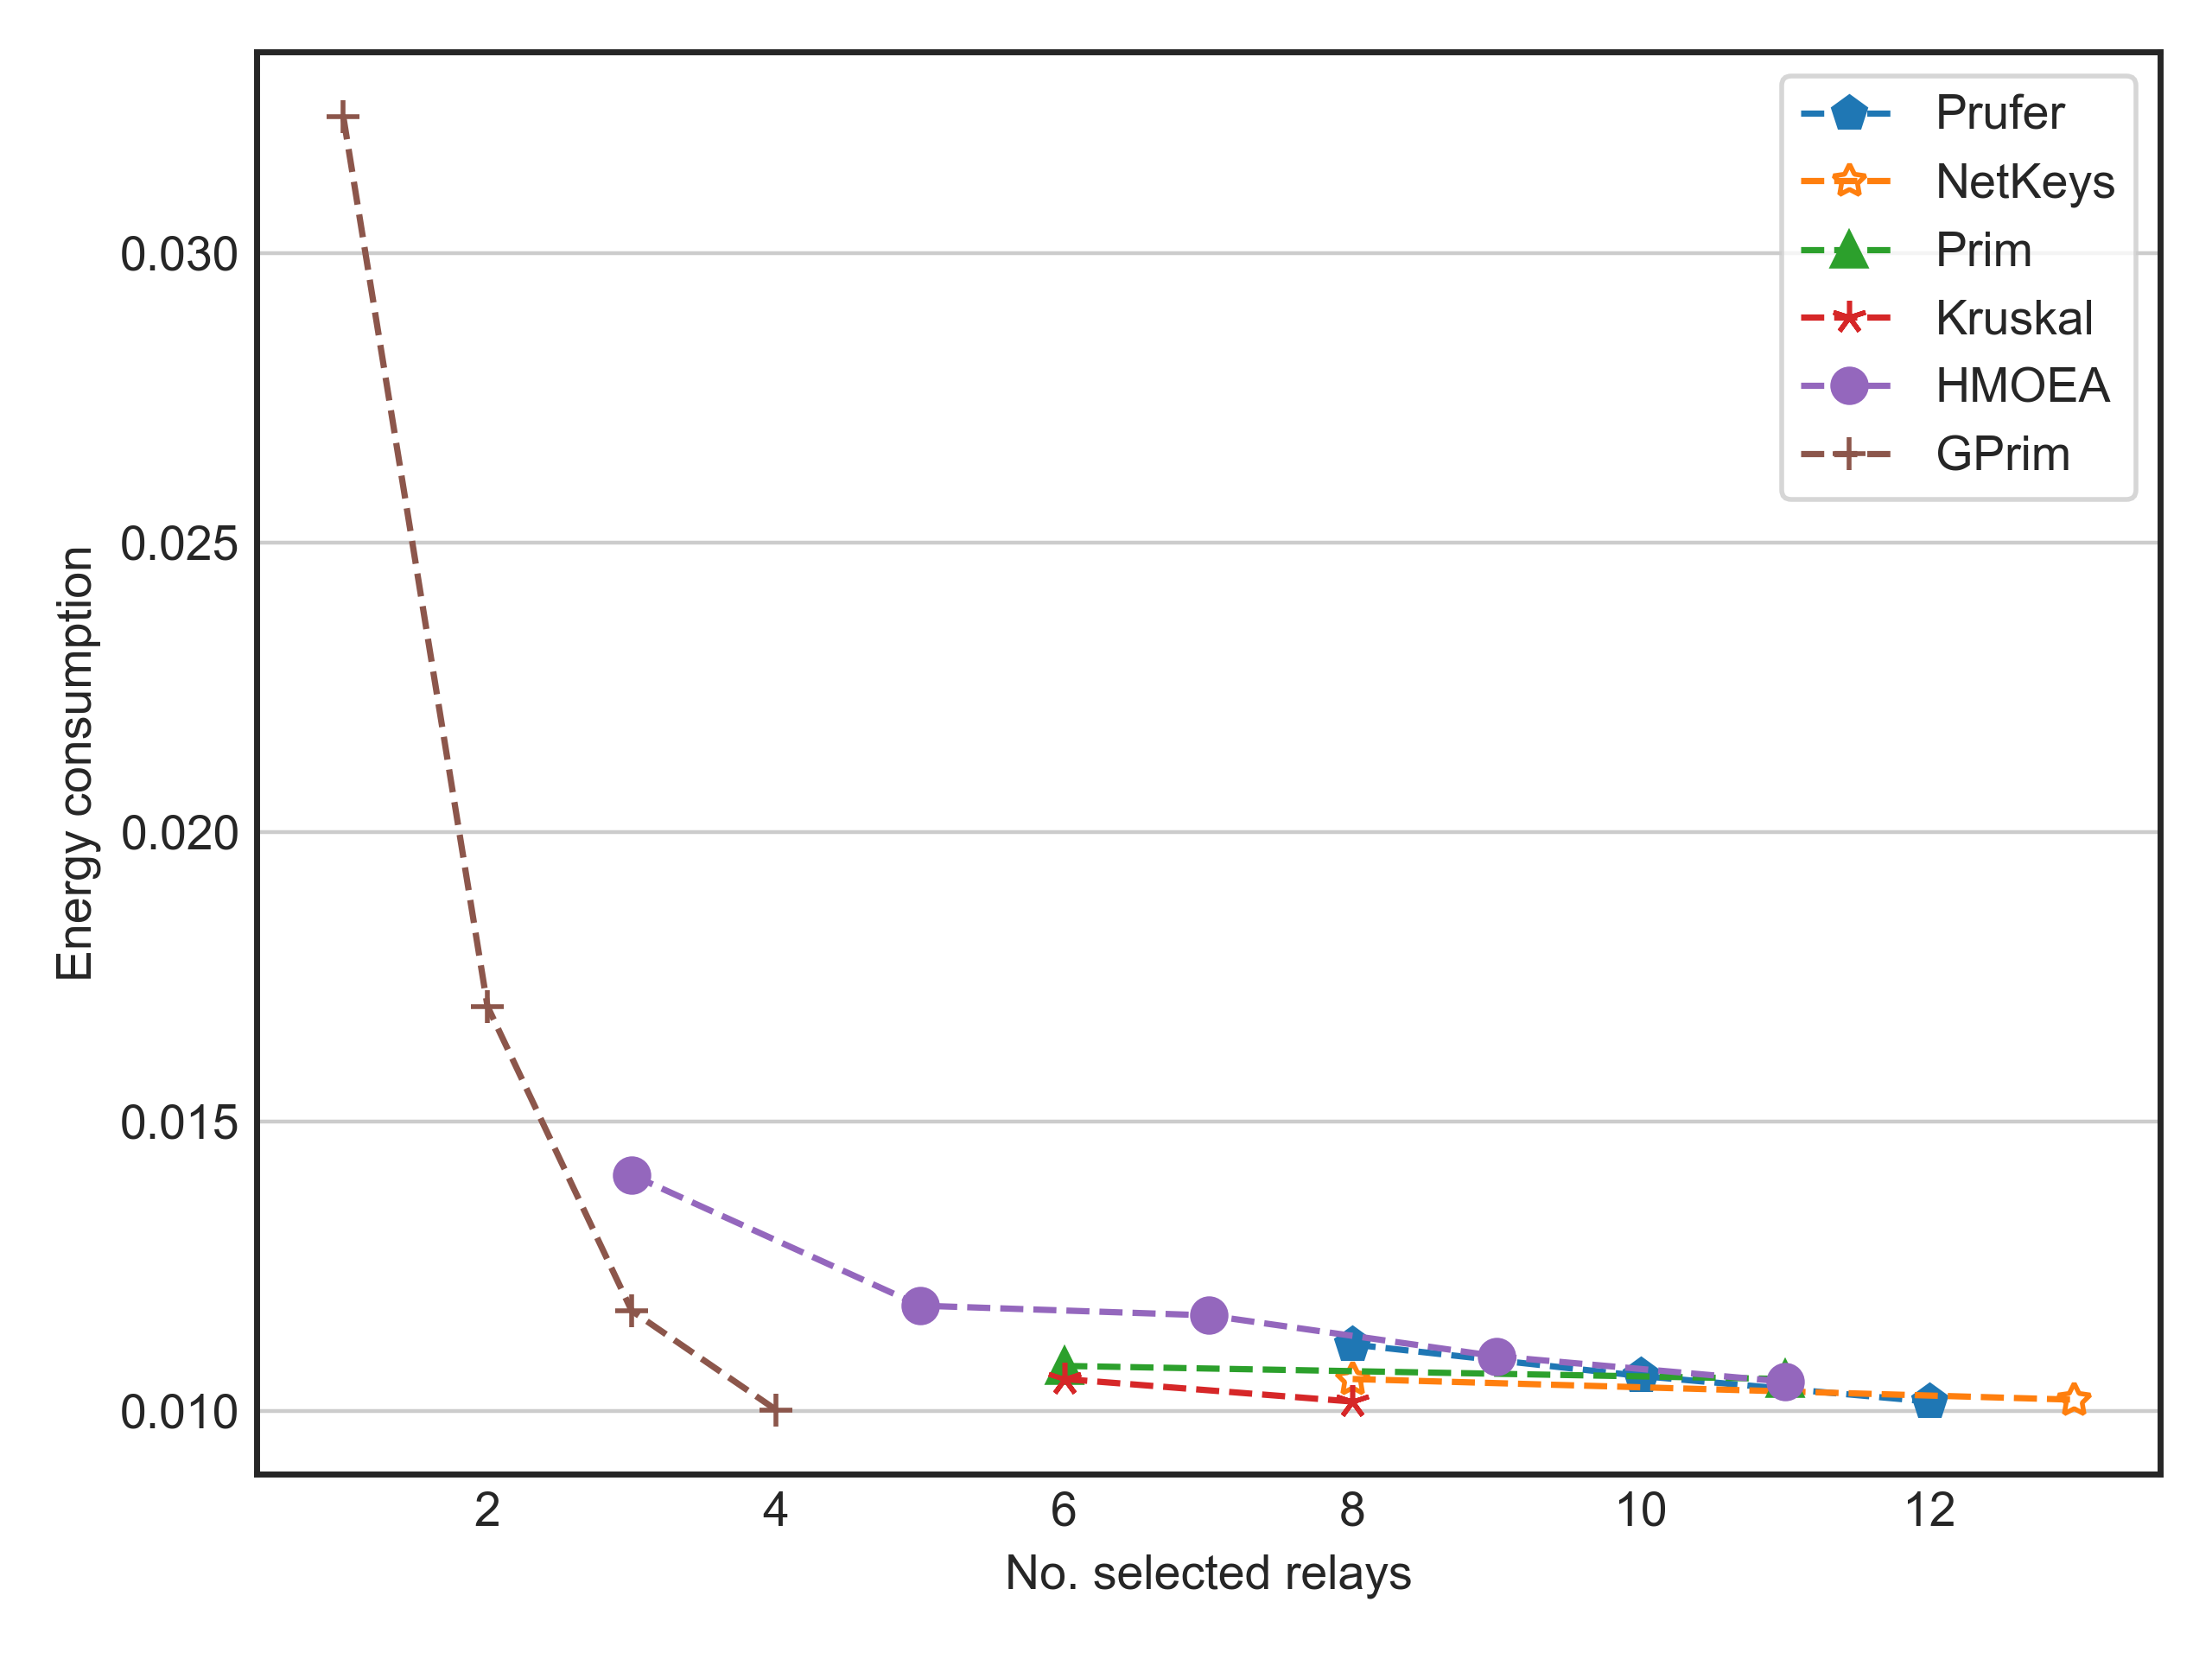 Prufer
NetKeys
Prim
Kruskal
HMOEA
GPrim
0.030
0.025
0.020
0.015
0.010
Energy consumption
2 4 6 8 10 12
No. selected relays